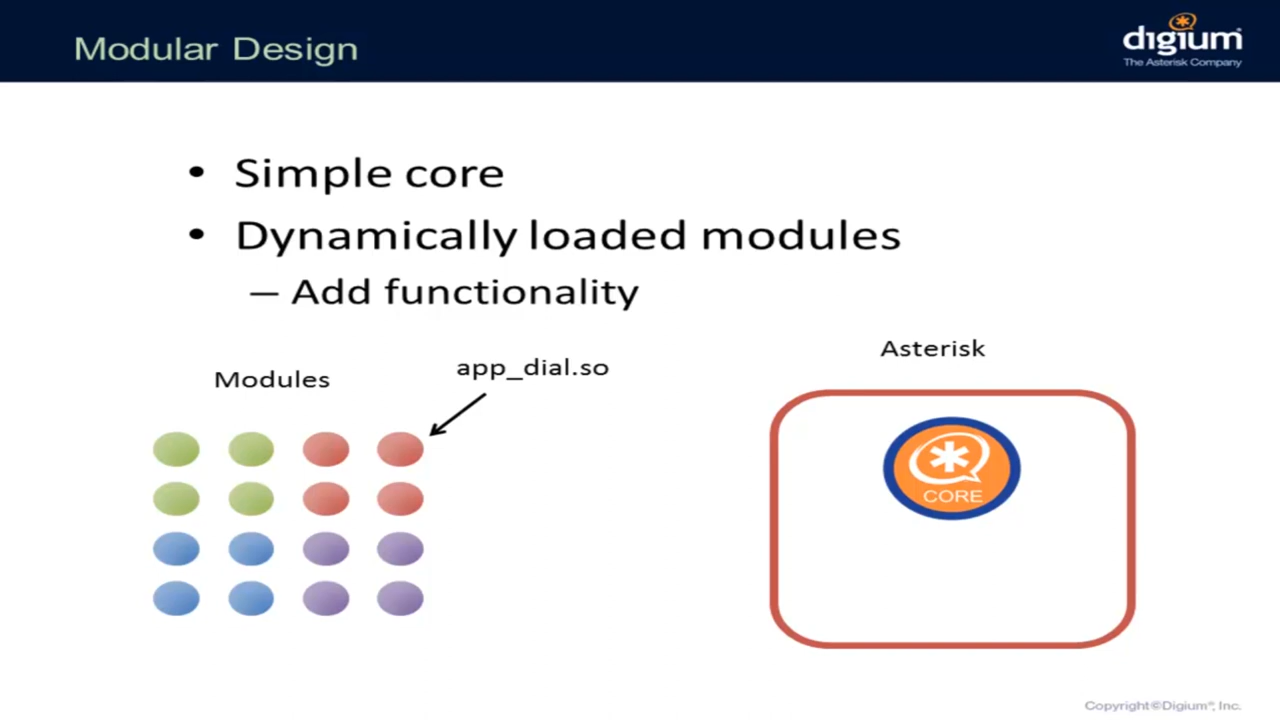 Modular Design
digium
The Asterisk Company
• Simple core
• Dynamically loaded modules
– Add functionality
Asterisk
app_dial.so
Modules
CORE
Copyright©Digium®, Inc.